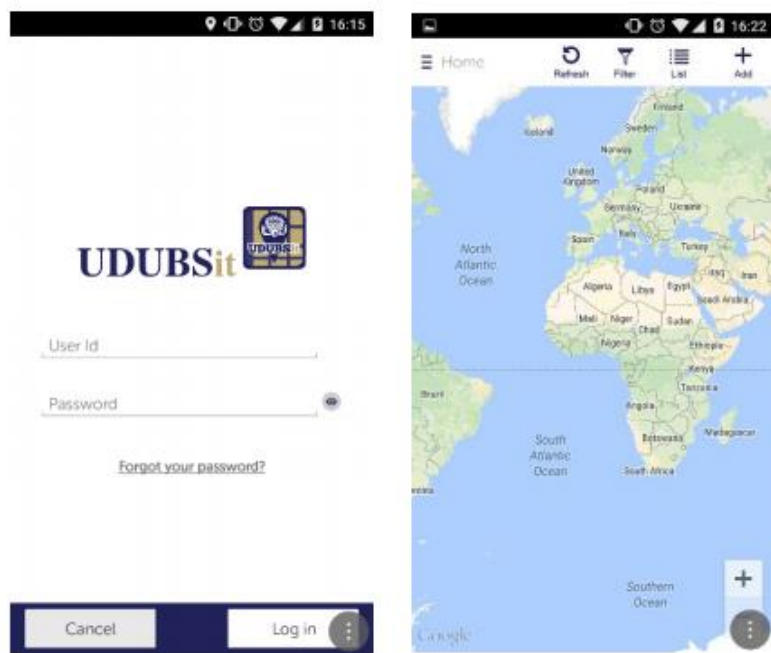 16:15
UDUBSit
UDUBSit
User Id
Password
Forgot your password?
Cancel
Log in
16:22
Home
Refresh
Filter
List
Add
Finland
Iceland
Sweden
Norway
United
Kingdom
Poland
Germany
Ukraine
Spain
Italy
Turkey
North
Atlantic
Ocean
Iraq
Iran
Algeria
Libya
Egypt
Saudi Arabia
Mali
Niger
Chad
Sudan
Nigeria
Ethiopia
Kenya
Brazil
Tanzania
Angola
Botswana
Madagascar
South
Atlantic
Ocean
South Africa
Southern
Ocean
Google